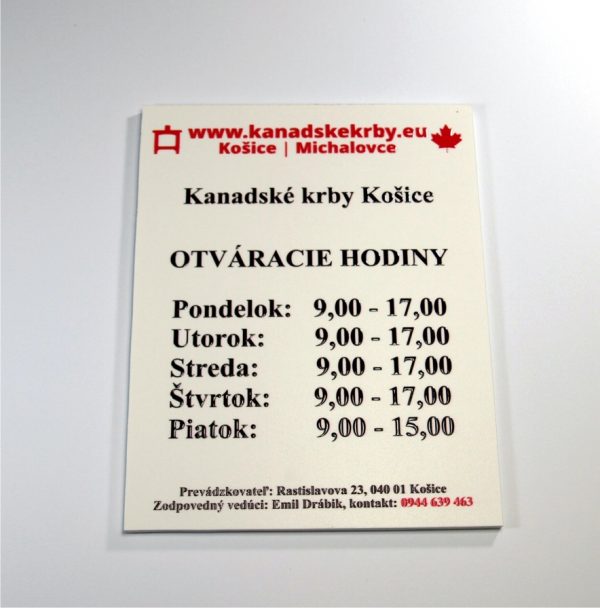 www.kanadskekrby.eu
Košice | Michalovce
Kanadské krby Košice
OTVÁRACIE HODINY
Pondelok: 9,00 - 17,00
Utorok: 9,00 - 17,00
Streda: 9,00 - 17,00
Štvrtok: 9,00 - 17,00
Piatok: 9,00 - 15,00
Prevádzkovateľ: Rastislavova 23, 040 01 Košice
Zodpovedný vedúci: Emil Drábik, kontakt: 0944 639 463